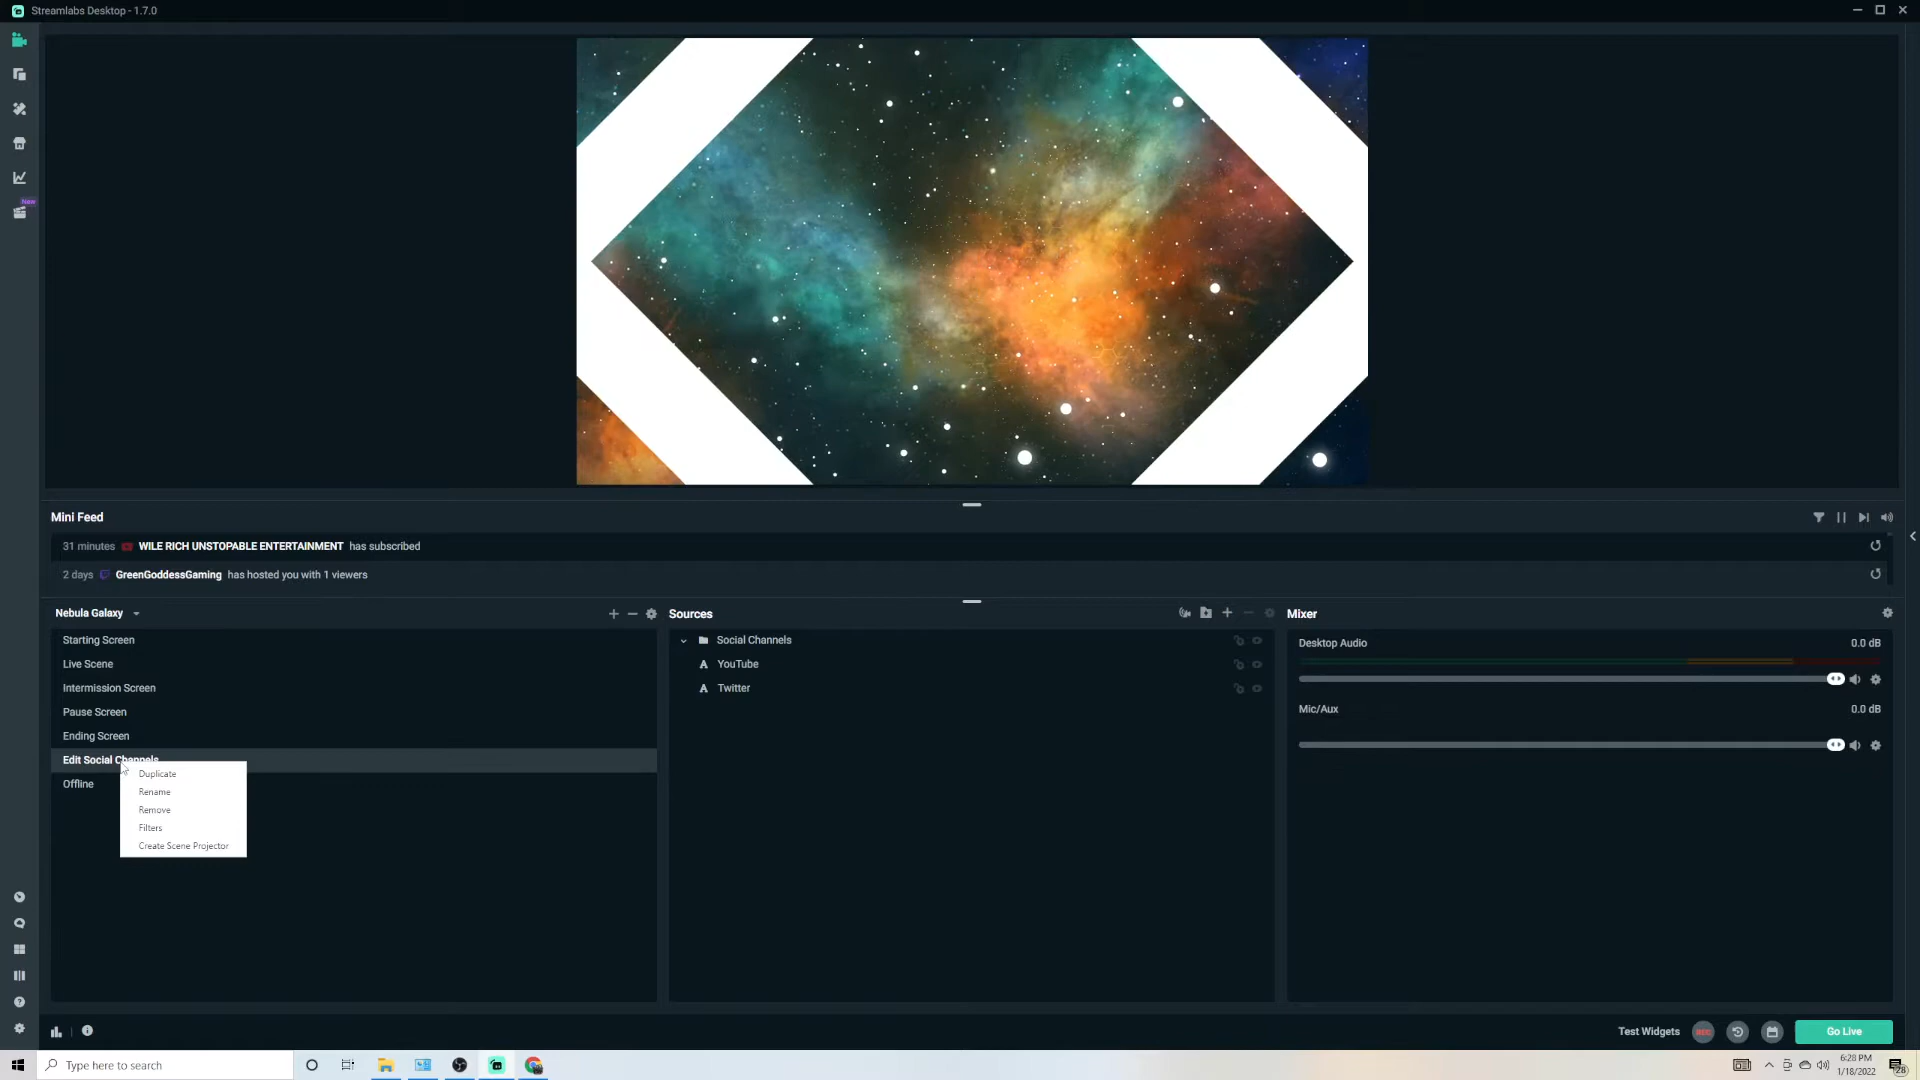 Streamlabs Desktop - 1.7.0
New
Mini Feed
31 minutes WILE RICH UNSTOPABLE ENTERTAINMENT has subscribed
2 days GreenGoddessGaming has hosted you with 1 viewers
Nebula Galaxy
Starting Screen
Live Scene
Intermission Screen
Pause Screen
Ending Screen
Edit Social Channels
Offline
Duplicate
Rename
Remove
Filters
Create Scene Projector
Sources
Social Channels
YouTube
Twitter
Mixer
Desktop Audio 0.0 dB
Mic/Aux 0.0 dB
Test Widgets REC Go Live
Type here to search
6:28 PM
1/18/2022
28